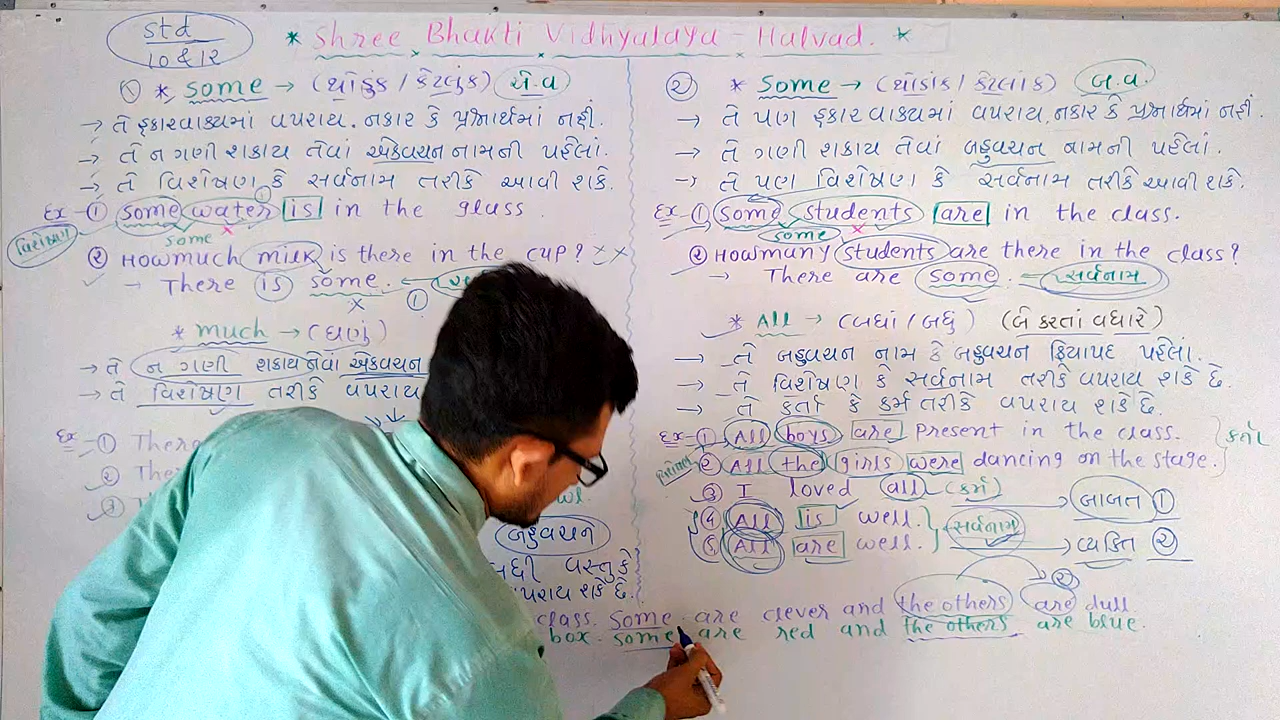 Std
10 & 12
* Shree Bhakti Vidhyalaya - Halvad. *
① * some → (થોડુંક / કેટલુંક) એ.વ
→ તે હકારવાક્યમાં વપરાય. નકાર કે પ્રશ્નાર્થમાં નહીં.
→ તે ન ગણી શકાય તેવાં એકવચન નામની પહેલાં.
→ તે વિશેષણ કે સર્વનામ તરીકે આવી શકે.
Ex-① some water is in the glass.
વિશેષણ
some x
② Howmuch milk is there in the cup? x x
→ There is some. ←
x ①
* much → (ઘણું)
→ તે ન ગણી શકાય તેવાં એકવચન
→ તે વિશેષણ તરીકે વપરાય
Ex-① There
② The
③
બહુવચન
વસ્તુ કે
વપરાય શકે છે.
② * Some → (થોડાંક / કેટલાંક) બ.વ
→ તે પણ હકારવાક્યમાં વપરાય. નકાર કે પ્રશ્નાર્થમાં નહીં.
→ તે ગણી શકાય તેવાં બહુવચન નામની પહેલાં.
→ તે પણ વિશેષણ કે સર્વનામ તરીકે આવી શકે.
Ex-① Some students are in the class.
some x
② Howmany students are there in the class?
→ There are some. ← સર્વનામ
* All → (બધાં / બધું) (બે કરતાં વધારે)
→ તે બહુવચન નામ કે બહુવચન ક્રિયાપદ પહેલાં.
→ તે વિશેષણ કે સર્વનામ તરીકે વપરાય શકે છે.
→ તે કર્તા કે કર્મ તરીકે વપરાય શકે છે.
Ex-① All boys are present in the class.
② All the girls were dancing on the stage. } કર્તા
③ I loved all (કર્મ) → બાબત ①
④ All is well.
⑤ All are well. } સર્વનામ → વ્યક્તિ ②
②
class. Some are clever and the others are dull.
box. some are red and the others are blue.